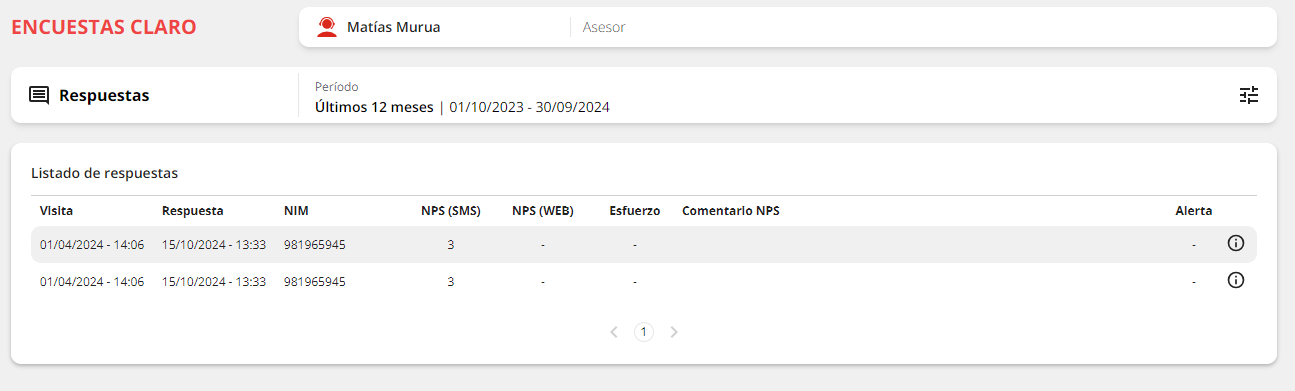 ENCUESTAS CLARO
Matías Murua Asesor
Respuestas
Período
Últimos 12 meses | 01/10/2023 - 30/09/2024
Listado de respuestas
Visita Respuesta NIM NPS (SMS) NPS (WEB) Esfuerzo Comentario NPS Alerta
01/04/2024 - 14:06 15/10/2024 - 13:33 981965945 3 - - -
01/04/2024 - 14:06 15/10/2024 - 13:33 981965945 3 - - -
1